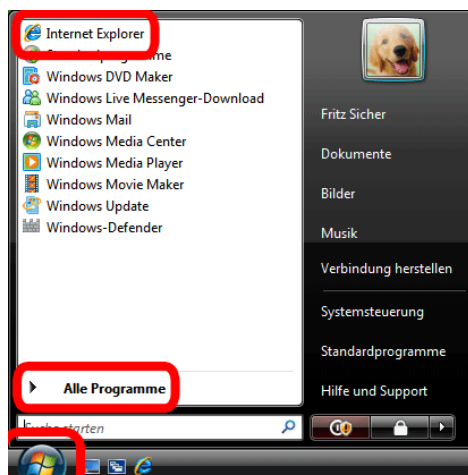 Internet Explorer
Windows DVD Maker
Windows Live Messenger-Download
Windows Mail
Windows Media Center
Windows Media Player
Windows Movie Maker
Windows Update
Windows-Defender
Alle Programme
starten
Fritz Sicher
Dokumente
Bilder
Musik
Verbindung herstellen
Systemsteuerung
Standardprogramme
Hilfe und Support